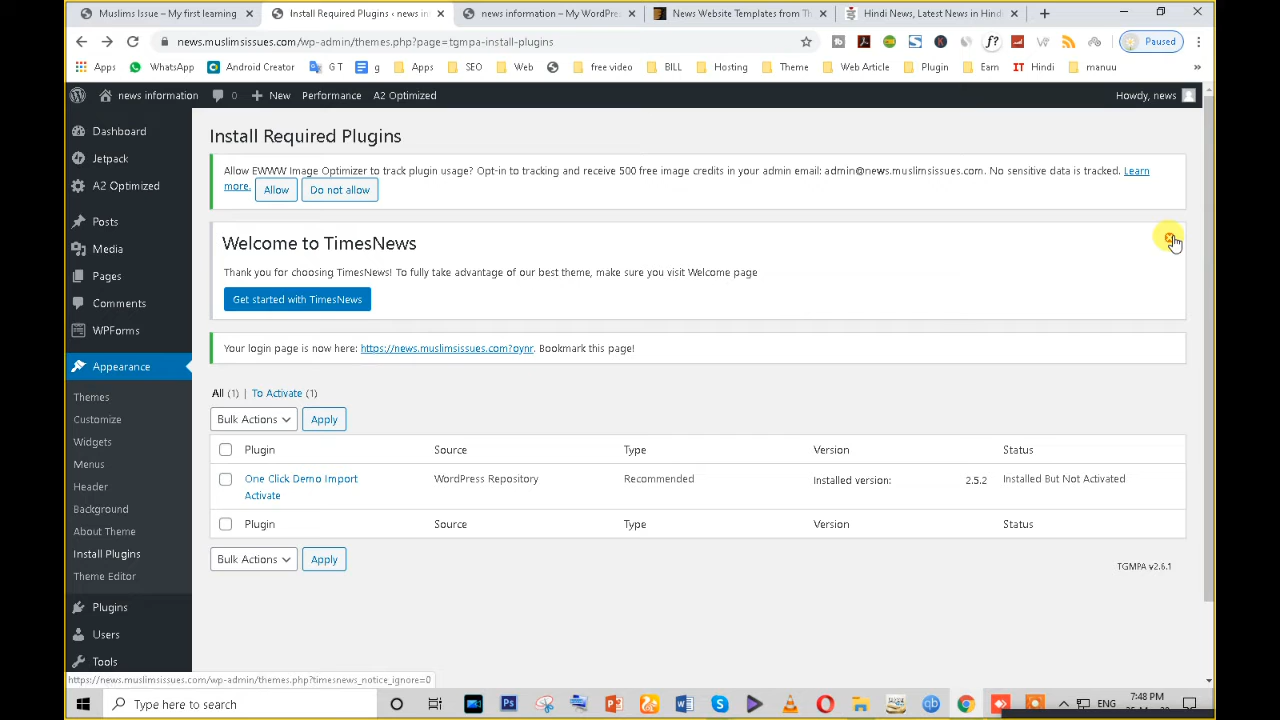 Muslims Issue – My first learning
Install Required Plugins ‹ news in
news information – My WordPre
News Website Templates from Th
Hindi News, Latest News in Hind
news.muslimsissues.com/wp-admin/themes.php?page=tgmpa-install-plugins
Paused
Apps
WhatsApp
Android Creator
G T
g
Apps
SEO
Web
free video
BILL
Hosting
Theme
Web Article
Plugin
Earn
IT Hindi
manuu
»
news information
0
New
Performance
A2 Optimized
Howdy, news
Dashboard
Jetpack
A2 Optimized
Posts
Media
Pages
Comments
WPForms
Appearance
Themes
Customize
Widgets
Menus
Header
Background
About Theme
Install Plugins
Theme Editor
Plugins
Users
Tools
Install Required Plugins
Allow EWWW Image Optimizer to track plugin usage? Opt-in to tracking and receive 500 free image credits in your admin email: admin@news.muslimsissues.com. No sensitive data is tracked. Learn
more. Allow Do not allow
Welcome to TimesNews
Thank you for choosing TimesNews! To fully take advantage of our best theme, make sure you visit Welcome page
Get started with TimesNews
Your login page is now here: https://news.muslimsissues.com?oynr. Bookmark this page!
All (1) | To Activate (1)
Bulk Actions Apply
Plugin Source Type Version Status
One Click Demo Import WordPress Repository Recommended Installed version: 2.5.2 Installed But Not Activated
Activate
Plugin Source Type Version Status
Bulk Actions Apply
TGMPA v2.6.1
https://news.muslimsissues.com/wp-admin/themes.php?timesnews_notice_ignore=0
Type here to search
ENG
7:48 PM